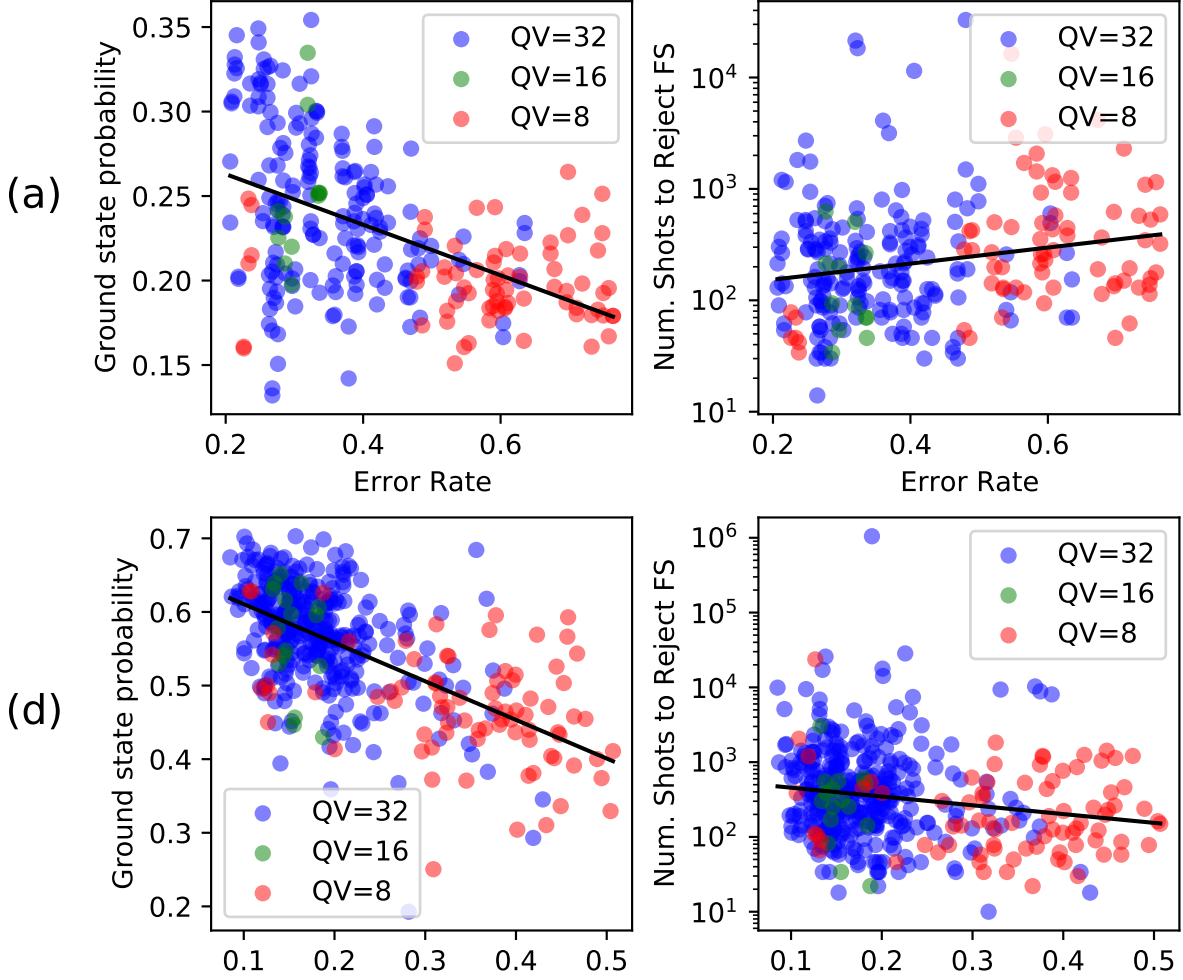 (a)
Ground state probability
0.35
0.30
0.25
0.20
0.15
QV=32
QV=16
QV=8
0.2
0.4
0.6
Error Rate
Num. Shots to Reject FS
10⁴
10³
10²
10¹
QV=32
QV=16
QV=8
0.2
0.4
0.6
Error Rate
(d)
Ground state probability
0.7
0.6
0.5
0.4
0.3
0.2
QV=32
QV=16
QV=8
0.1
0.2
0.3
0.4
0.5
Num. Shots to Reject FS
10⁶
10⁵
10⁴
10³
10²
10¹
QV=32
QV=16
QV=8
0.1
0.2
0.3
0.4
0.5